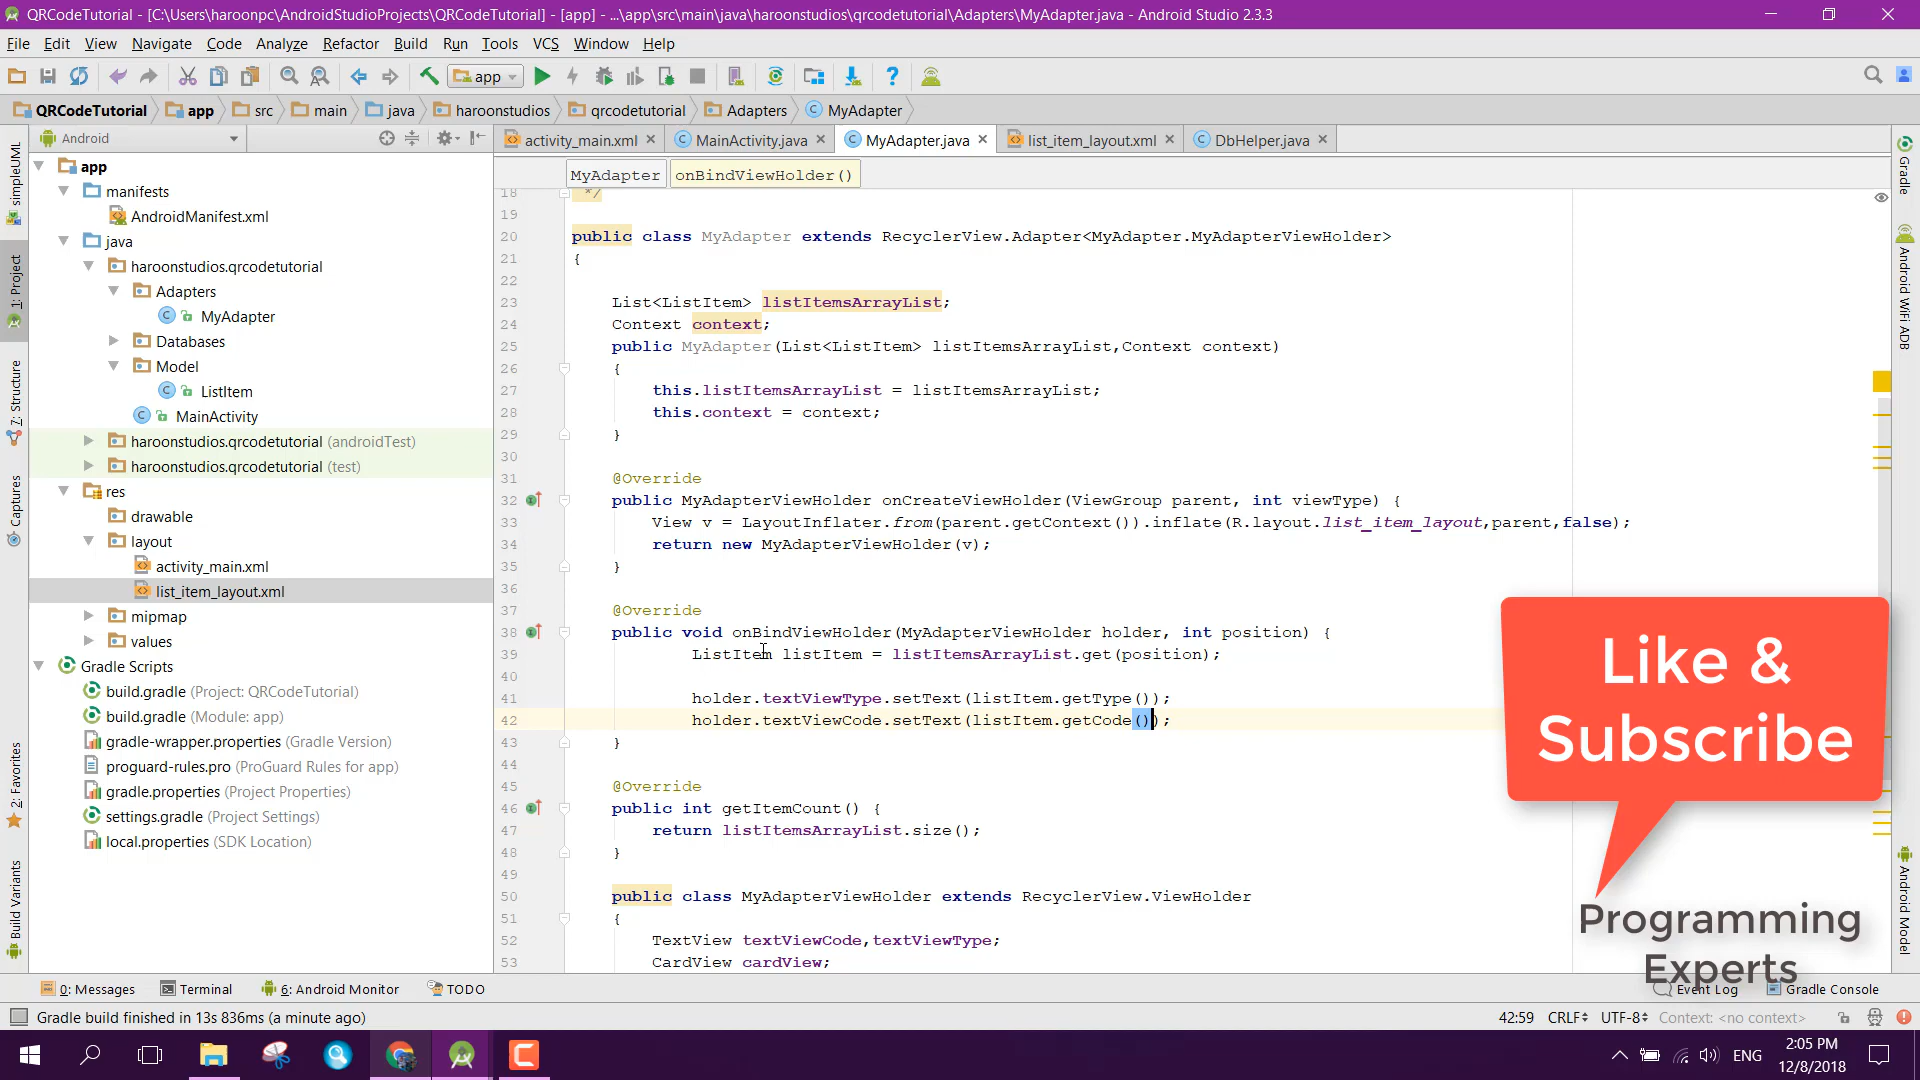 QRCodeTutorial - [C:\Users\haroonpc\AndroidStudioProjects\QRCodeTutorial] - [app] - ...\app\src\main\java\haroonstudios\qrcodetutorial\Adapters\MyAdapter.java - Android Studio 2.3.3
File Edit View Navigate Code Analyze Refactor Build Run Tools VCS Window Help
app
QRCodeTutorial app src main java haroonstudios qrcodetutorial Adapters MyAdapter
Android
activity_main.xml MainActivity.java MyAdapter.java list_item_layout.xml DbHelper.java
MyAdapter onBindViewHolder()
simpleUML
1: Project
7: Structure
Captures
2: Favorites
Build Variants
app
manifests
AndroidManifest.xml
java
haroonstudios.qrcodetutorial
Adapters
MyAdapter
Databases
Model
ListItem
MainActivity
haroonstudios.qrcodetutorial (androidTest)
haroonstudios.qrcodetutorial (test)
res
drawable
layout
activity_main.xml
list_item_layout.xml
mipmap
values
Gradle Scripts
build.gradle (Project: QRCodeTutorial)
build.gradle (Module: app)
gradle-wrapper.properties (Gradle Version)
proguard-rules.pro (ProGuard Rules for app)
gradle.properties (Project Properties)
settings.gradle (Project Settings)
local.properties (SDK Location)
18 */
19
20 public class MyAdapter extends RecyclerView.Adapter<MyAdapter.MyAdapterViewHolder>
21 {
22
23 List<ListItem> listItemsArrayList;
24 Context context;
25 public MyAdapter(List<ListItem> listItemsArrayList,Context context)
26 {
27 this.listItemsArrayList = listItemsArrayList;
28 this.context = context;
29 }
30
31 @Override
32 public MyAdapterViewHolder onCreateViewHolder(ViewGroup parent, int viewType) {
33 View v = LayoutInflater.from(parent.getContext()).inflate(R.layout.list_item_layout,parent,false);
34 return new MyAdapterViewHolder(v);
35 }
36
37 @Override
38 public void onBindViewHolder(MyAdapterViewHolder holder, int position) {
39 ListItem listItem = listItemsArrayList.get(position);
40
41 holder.textViewType.setText(listItem.getType());
42 holder.textViewCode.setText(listItem.getCode());
43 }
44
45 @Override
46 public int getItemCount() {
47 return listItemsArrayList.size();
48 }
49
50 public class MyAdapterViewHolder extends RecyclerView.ViewHolder
51 {
52 TextView textViewCode,textViewType;
53 CardView cardView;
Gradle
Android WiFi ADB
Android Model
Like &
Subscribe
Programming
Experts
0: Messages Terminal 6: Android Monitor TODO Event Log Gradle Console
Gradle build finished in 13s 836ms (a minute ago) 42:59 CRLF UTF-8 Context: <no context>
ENG
2:05 PM
12/8/2018